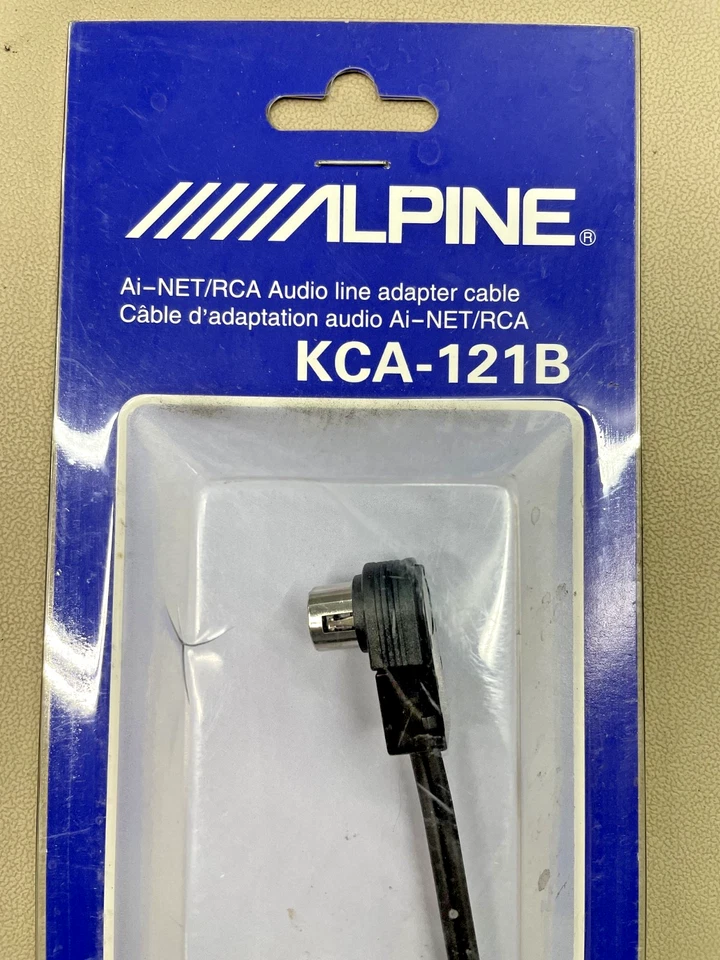 ALPINE®
Ai-NET/RCA Audio line adapter cable
Câble d'adaptation audio Ai-NET/RCA
KCA-121B